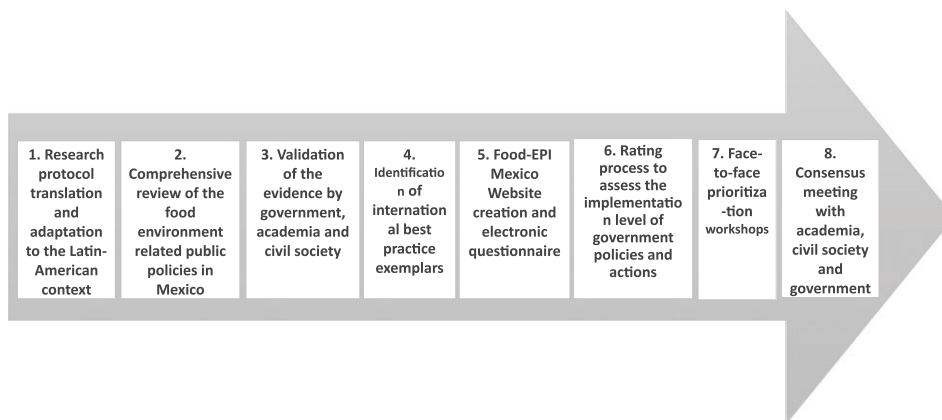 1. Research
protocol
translation
and
adaptation
to the Latin-
American
context
2.
Comprehensive
review of the
food
environment
related public
policies in
Mexico
3. Validation
of the
evidence by
government,
academia and
civil society
4.
Identificatio
n of
internation
al best
practice
exemplars
5. Food-EPI
Mexico
Website
creation and
electronic
questionnaire
6. Rating
process to
assess the
implementatio
n level of
government
policies and
actions
7. Face-
to-face
prioritiza
-tion
workshops
8.
Consensus
meeting
with
academia,
civil society
and
government